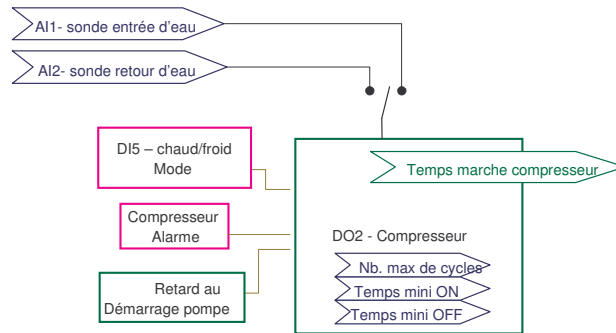 AI1- sonde entrée d'eau
AI2- sonde retour d'eau
DI5 – chaud/froid
Mode
Temps marche compresseur
Compresseur
Alarme
DO2 - Compresseur
Nb. max de cycles
Retard au
Démarrage pompe
Temps mini ON
Temps mini OFF